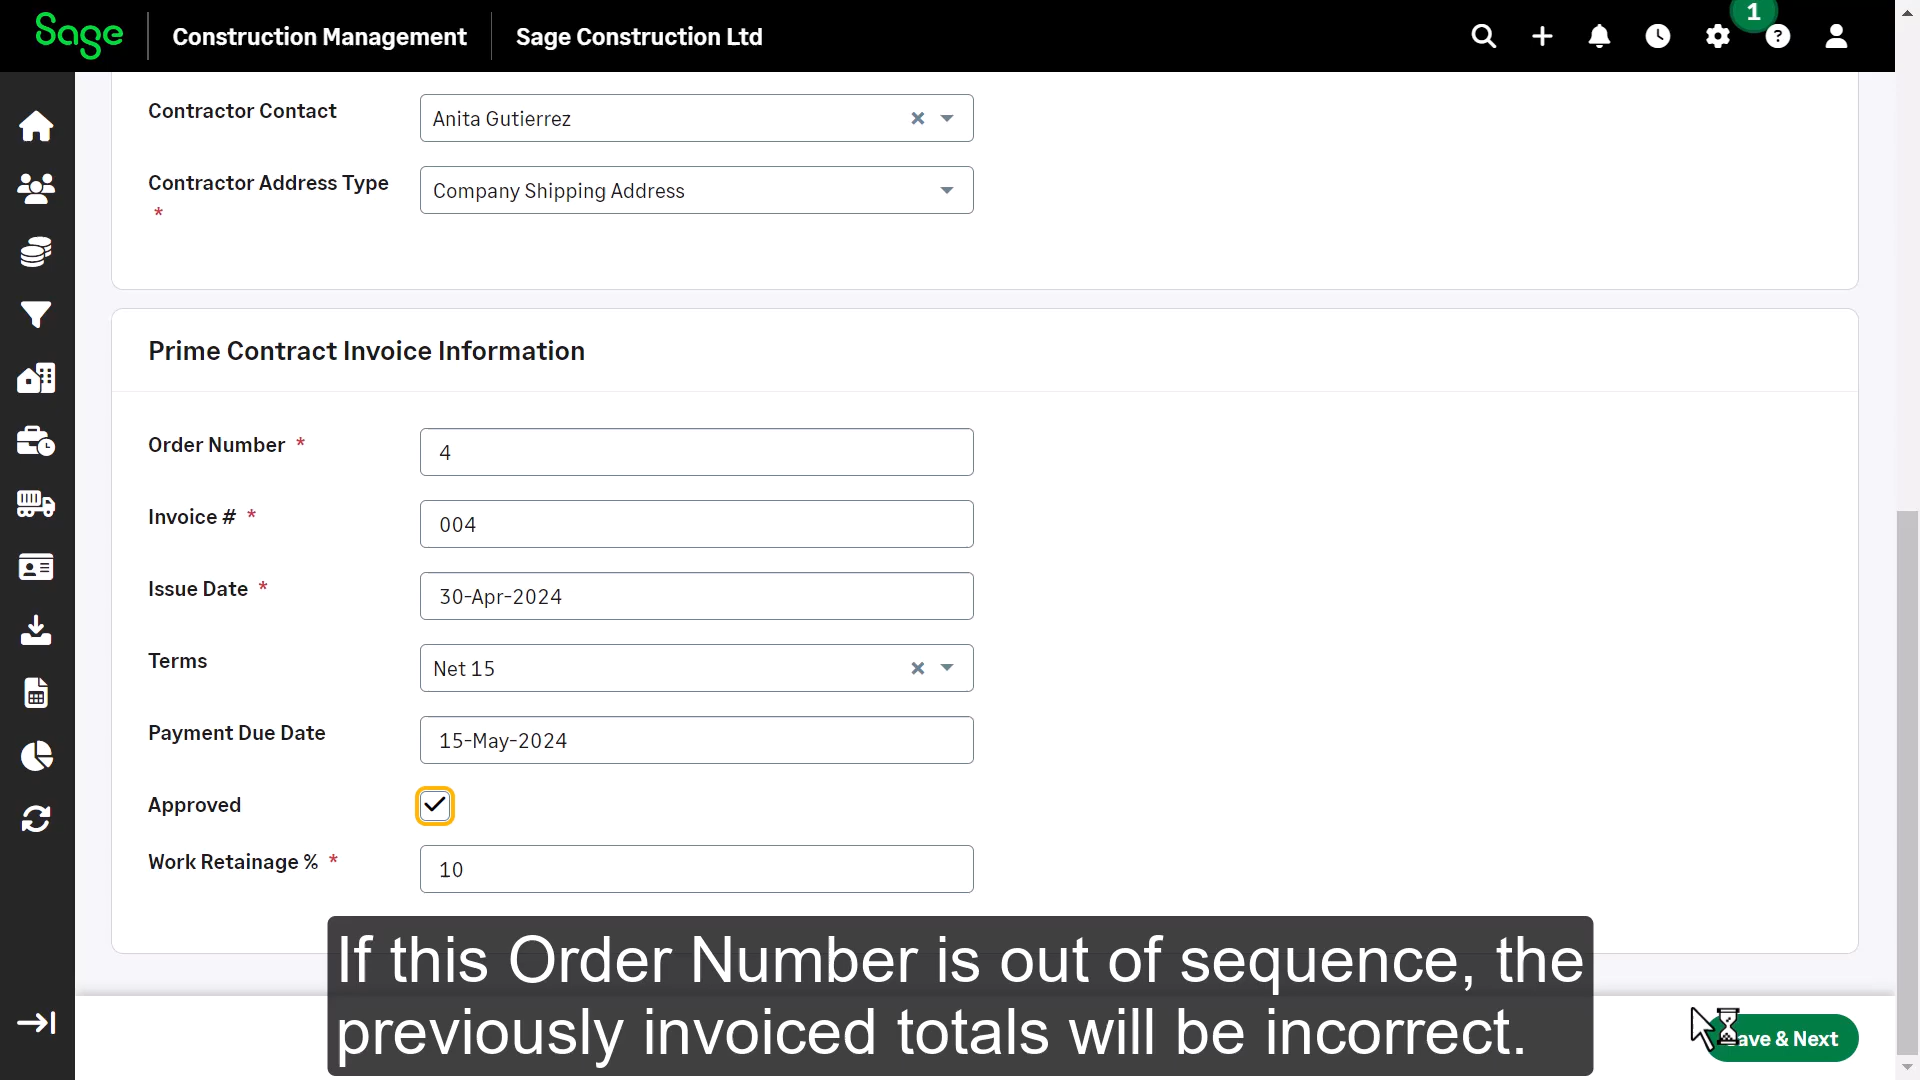 Sage
Construction Management
Sage Construction Ltd
1
?
Contractor Contact
Anita Gutierrez
Contractor Address Type
*
Company Shipping Address
Prime Contract Invoice Information
Order Number *
4
Invoice # *
004
Issue Date *
30-Apr-2024
Terms
Net 15
Payment Due Date
15-May-2024
Approved
Work Retainage % *
10
If this Order Number is out of sequence, the
previously invoiced totals will be incorrect.
ave & Next